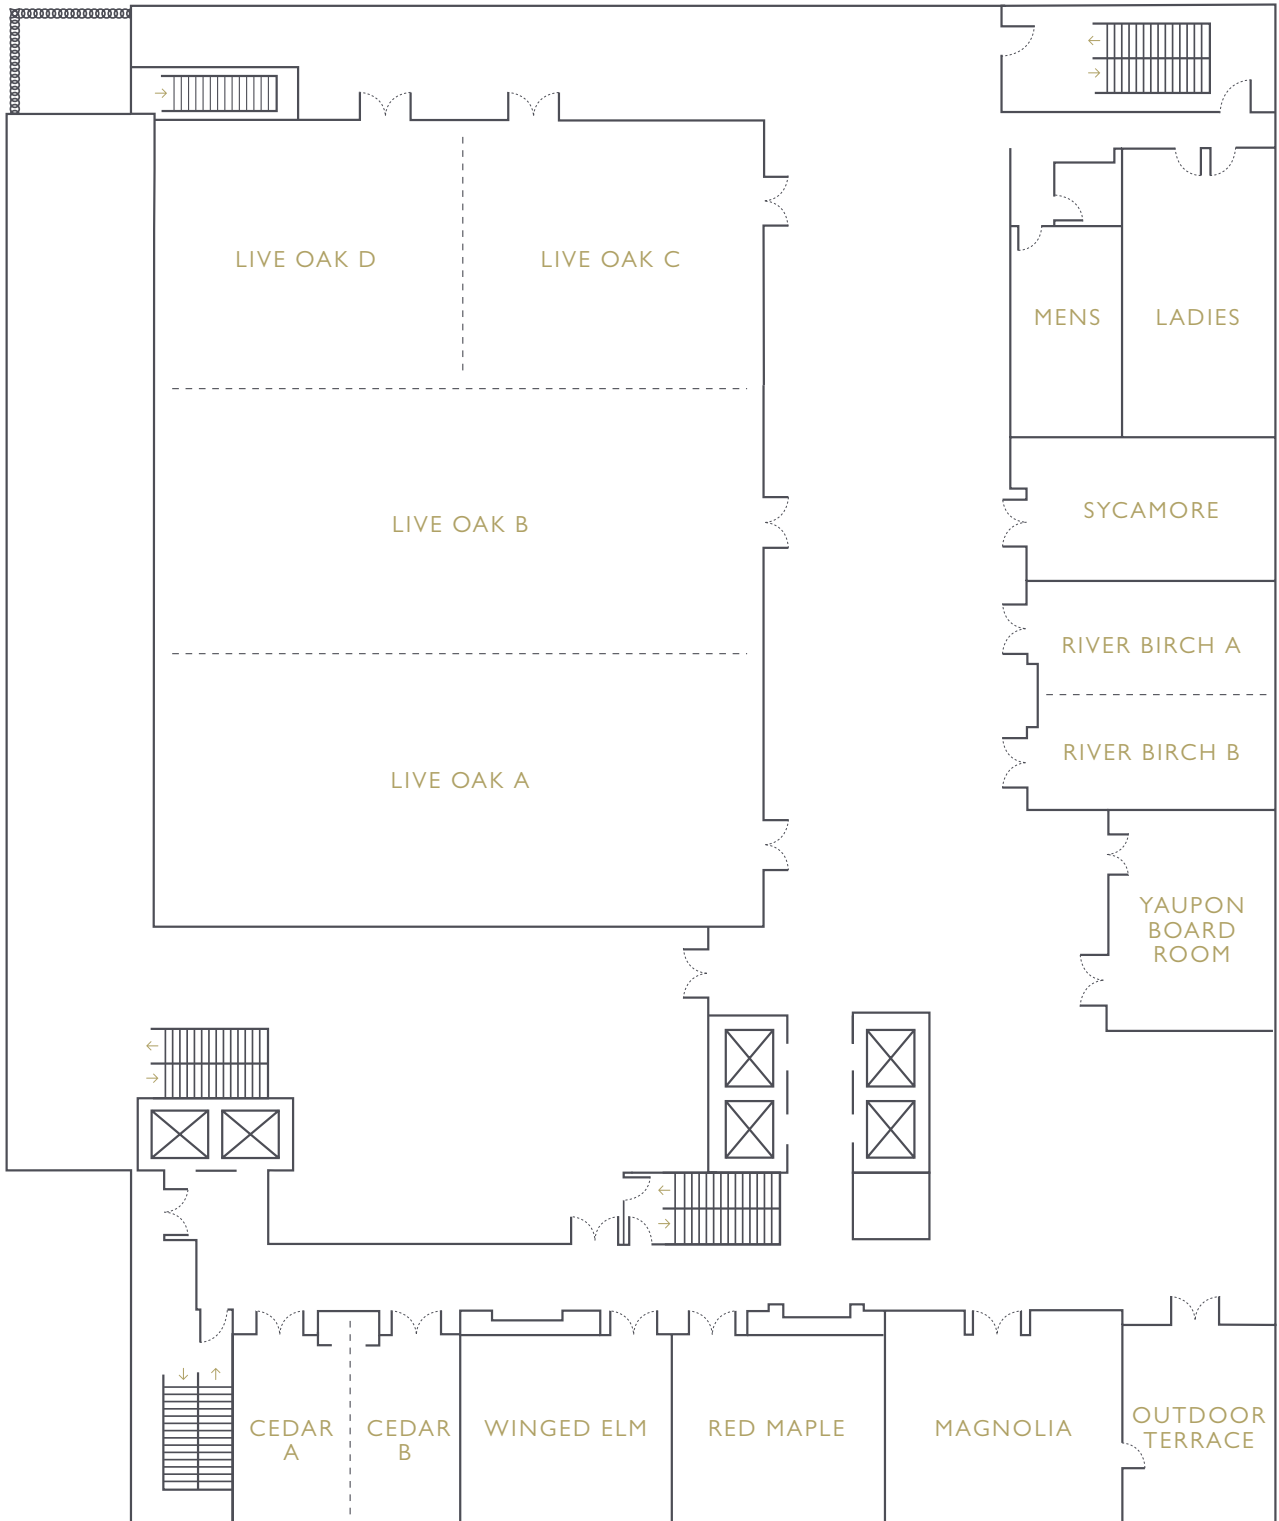 LIVE OAK D
LIVE OAK C
MENS
LADIES
LIVE OAK B
SYCAMORE
RIVER BIRCH A
RIVER BIRCH B
LIVE OAK A
YAUPON
BOARD
ROOM
CEDAR
A
CEDAR
B
WINGED ELM
RED MAPLE
MAGNOLIA
OUTDOOR
TERRACE